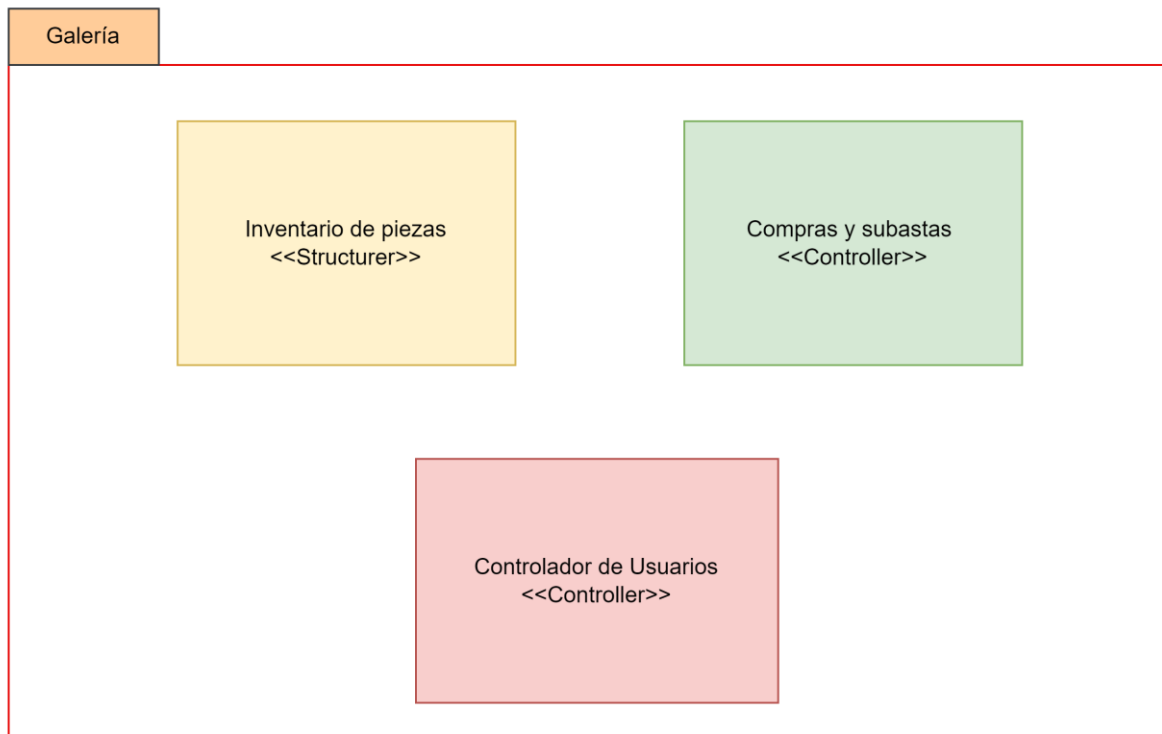 Galería
Inventario de piezas
<<Structurer>>
Compras y subastas
<<Controller>>
Controlador de Usuarios
<<Controller>>